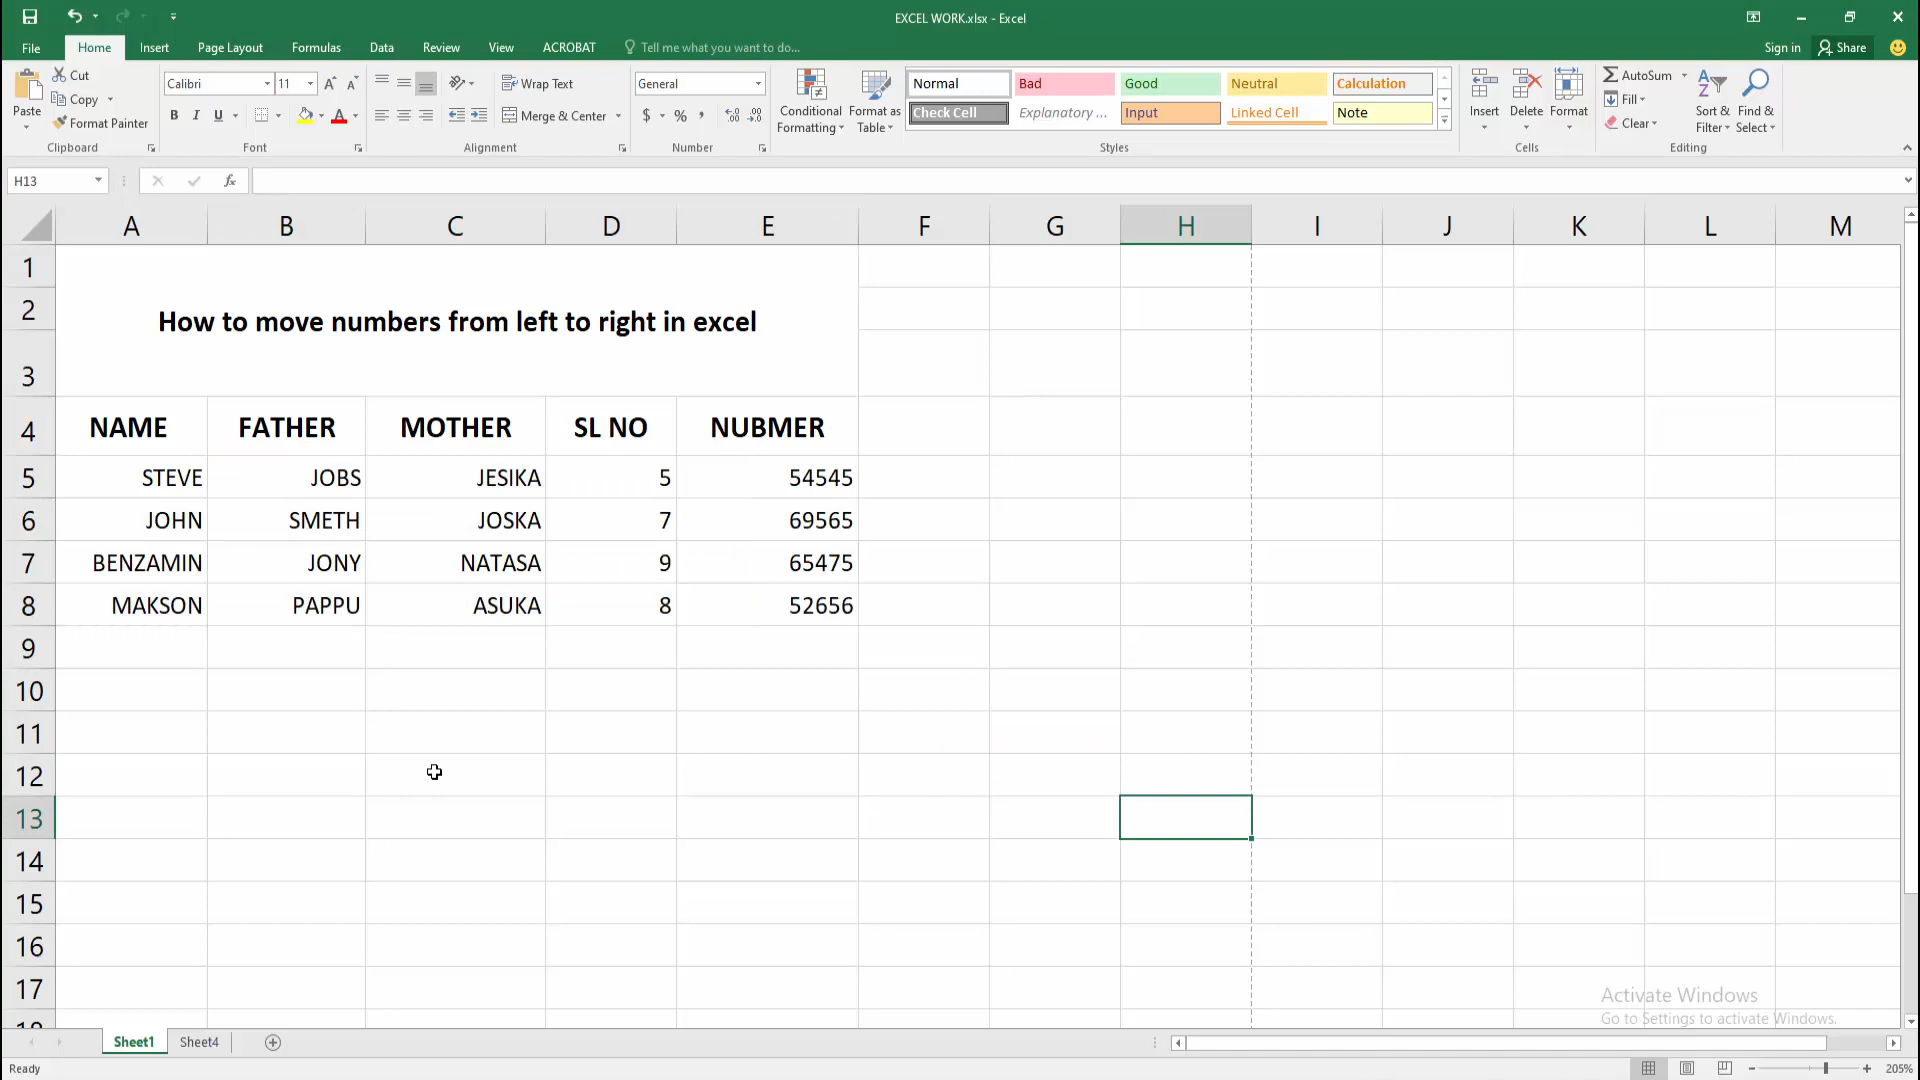 EXCEL WORK.xlsx - Excel
File Home Insert Page Layout Formulas Data Review View ACROBAT Tell me what you want to do... Sign in Share
Paste Cut Copy Format Painter
Calibri 11
B I U A
Wrap Text
Merge & Center
General
$ %
Conditional Formatting
Format as Table
Normal Bad Good Neutral Calculation
Check Cell Explanatory ... Input Linked Cell Note
Insert Delete Format
AutoSum
Fill
Clear
Sort & Filter
Find & Select
Clipboard Font Alignment Number Styles Cells Editing
H13 fx
A B C D E F G H I J K L M
1
2 How to move numbers from left to right in excel
3
4 NAME FATHER MOTHER SL NO NUBMER
5 STEVE JOBS JESIKA 5 54545
6 JOHN SMETH JOSKA 7 69565
7 BENZAMIN JONY NATASA 9 65475
8 MAKSON PAPPU ASUKA 8 52656
9
10
11
12
13
14
15
16
17
Activate Windows
Go to Settings to activate Windows.
Sheet1 Sheet4
Ready 205%